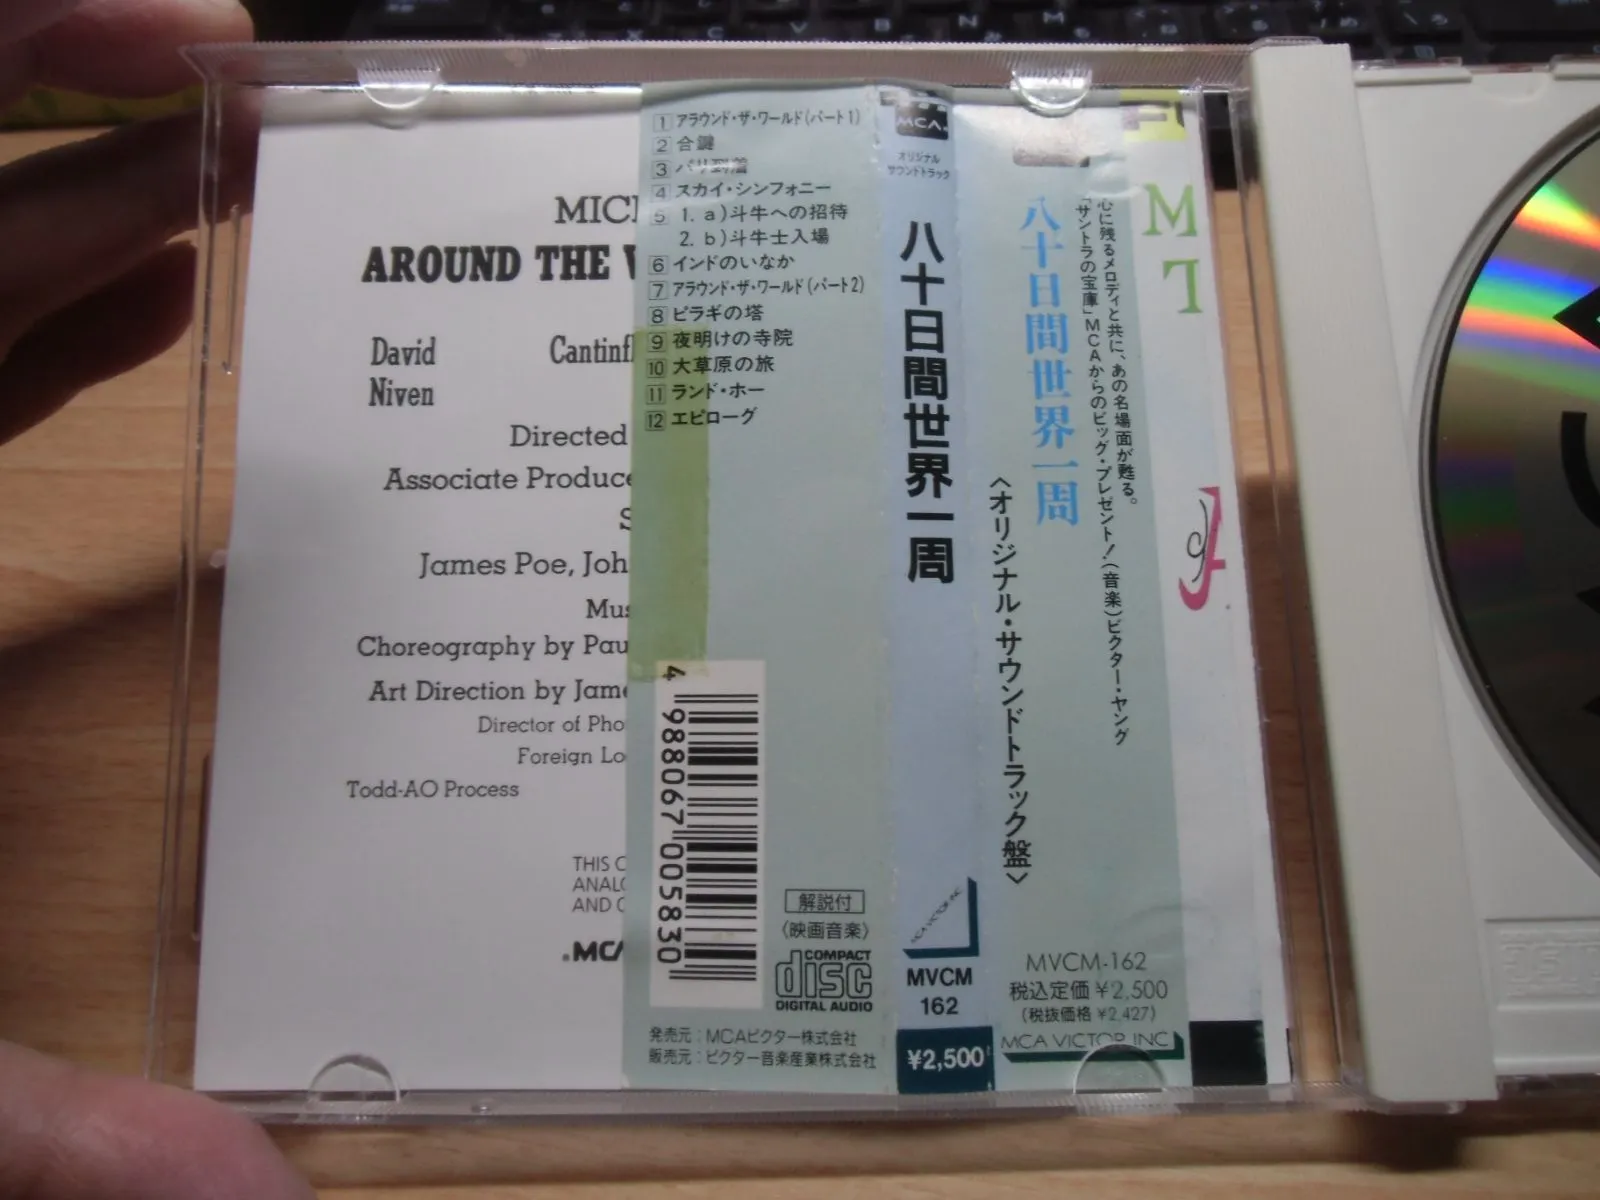 AROUND THE
David
Niven
Directed
Associate
James Poe,
Choreography by
Art Direction by
Director of
Foreign
Todd-AO Process
THIS
AND
1 アラウンド・ザ・ワールド(パート1)
2 合鍵
3 パリ到着
4 スカイ・シンフォニー
5 1. a)斗牛への招待
2. b)斗牛士入場
6 インドのいなか
7 アラウンド・ザ・ワールド(パート2)
8 ピラギの塔
9 夜明けの寺院
10 大草原の旅
11 ランド・ホー
12 エピローグ
4 988067 005830
解説付
〈映画音楽〉
COMPACT
disc
DIGITAL AUDIO
発売元:MCAビクター株式会社
販売元:ビクター音楽産業株式会社
MCA
オリジナル
サウンドトラック
八十日間世界一周
MCA VICTOR INC
MVCM
162
¥2,500
心に残るメロディと共に、あの名場面が甦る。
「サントラの宝庫」MCAからのビッグ・プレゼント!(音楽)ビクター・ヤング
八十日間世界一周
〈オリジナル・サウンドトラック盤〉
MVCM-162
税込定価 ¥2,500
(税抜価格 ¥2,427)
MCA VICTOR INC